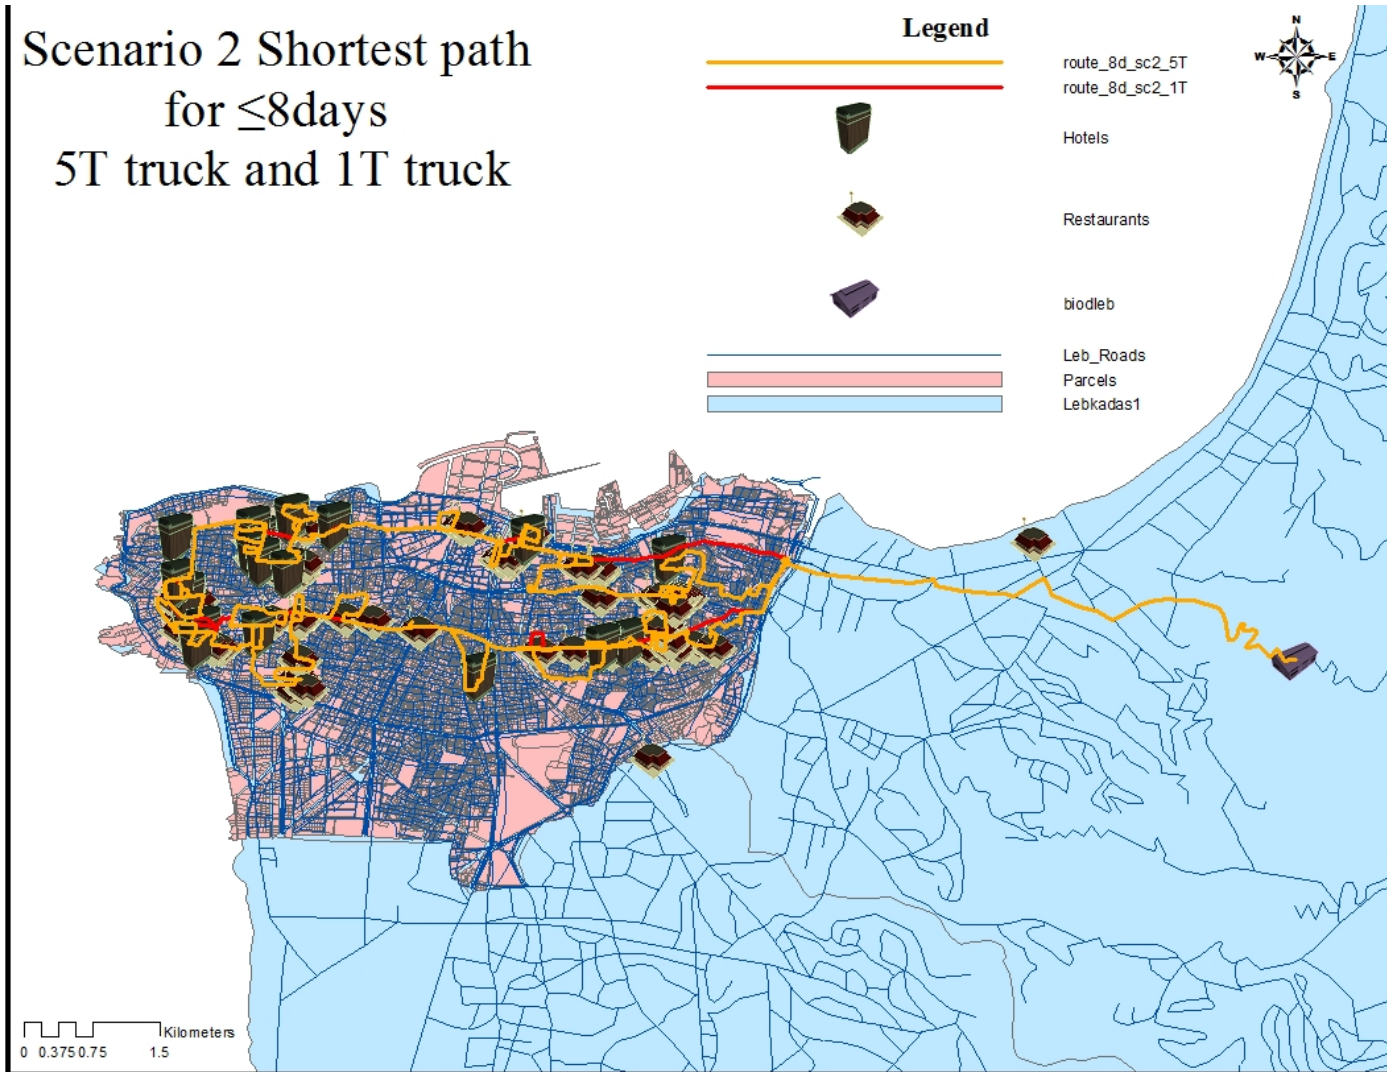 Scenario 2 Shortest path
for ≤8days
5T truck and 1T truck
Legend
route_8d_sc2_5T
route_8d_sc2_1T
Hotels
Restaurants
biodleb
Leb_Roads
Parcels
Lebkadas1
N
W E
S
Kilometers
0 0.375 0.75 1.5